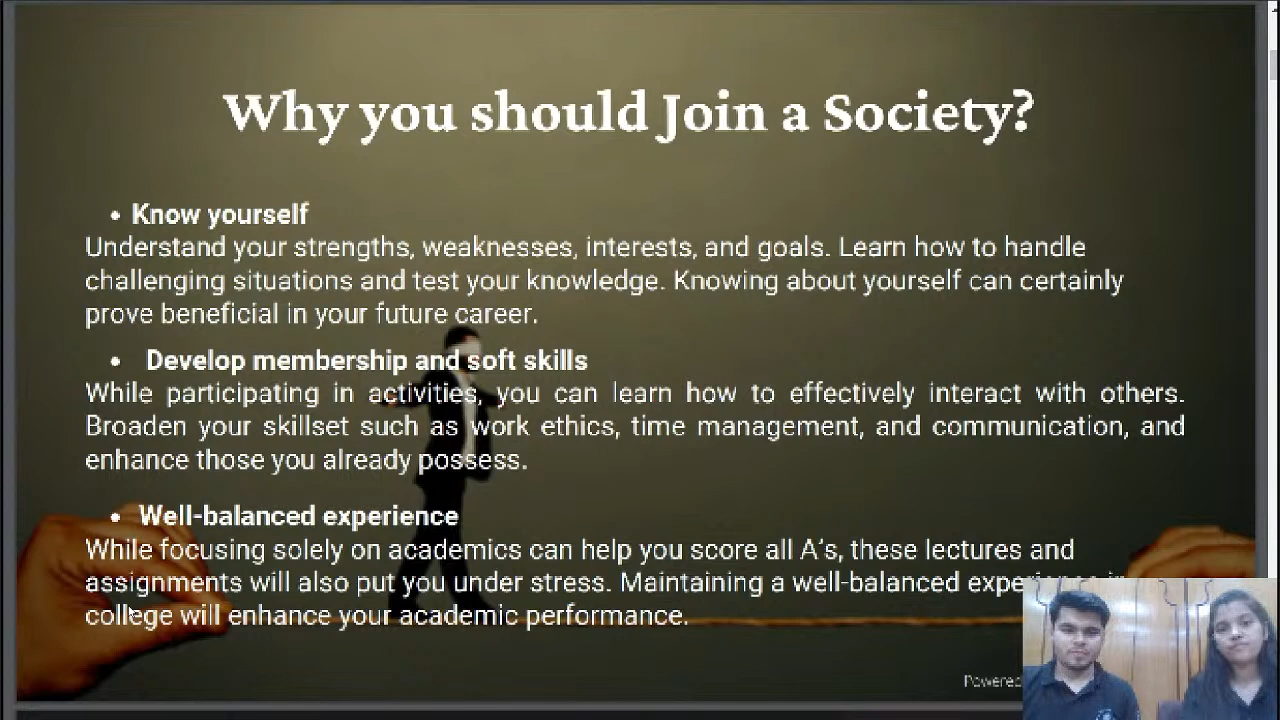 Why you should Join a Society?
• Know yourself
Understand your strengths, weaknesses, interests, and goals. Learn how to handle
challenging situations and test your knowledge. Knowing about yourself can certainly
prove beneficial in your future career.
• Develop membership and soft skills
While participating in activities, you can learn how to effectively interact with others.
Broaden your skillset such as work ethics, time management, and communication, and
enhance those you already possess.
• Well-balanced experience
While focusing solely on academics can help you score all A's, these lectures and
assignments will also put you under stress. Maintaining a well-balanced
college will enhance your academic performance.
Powered